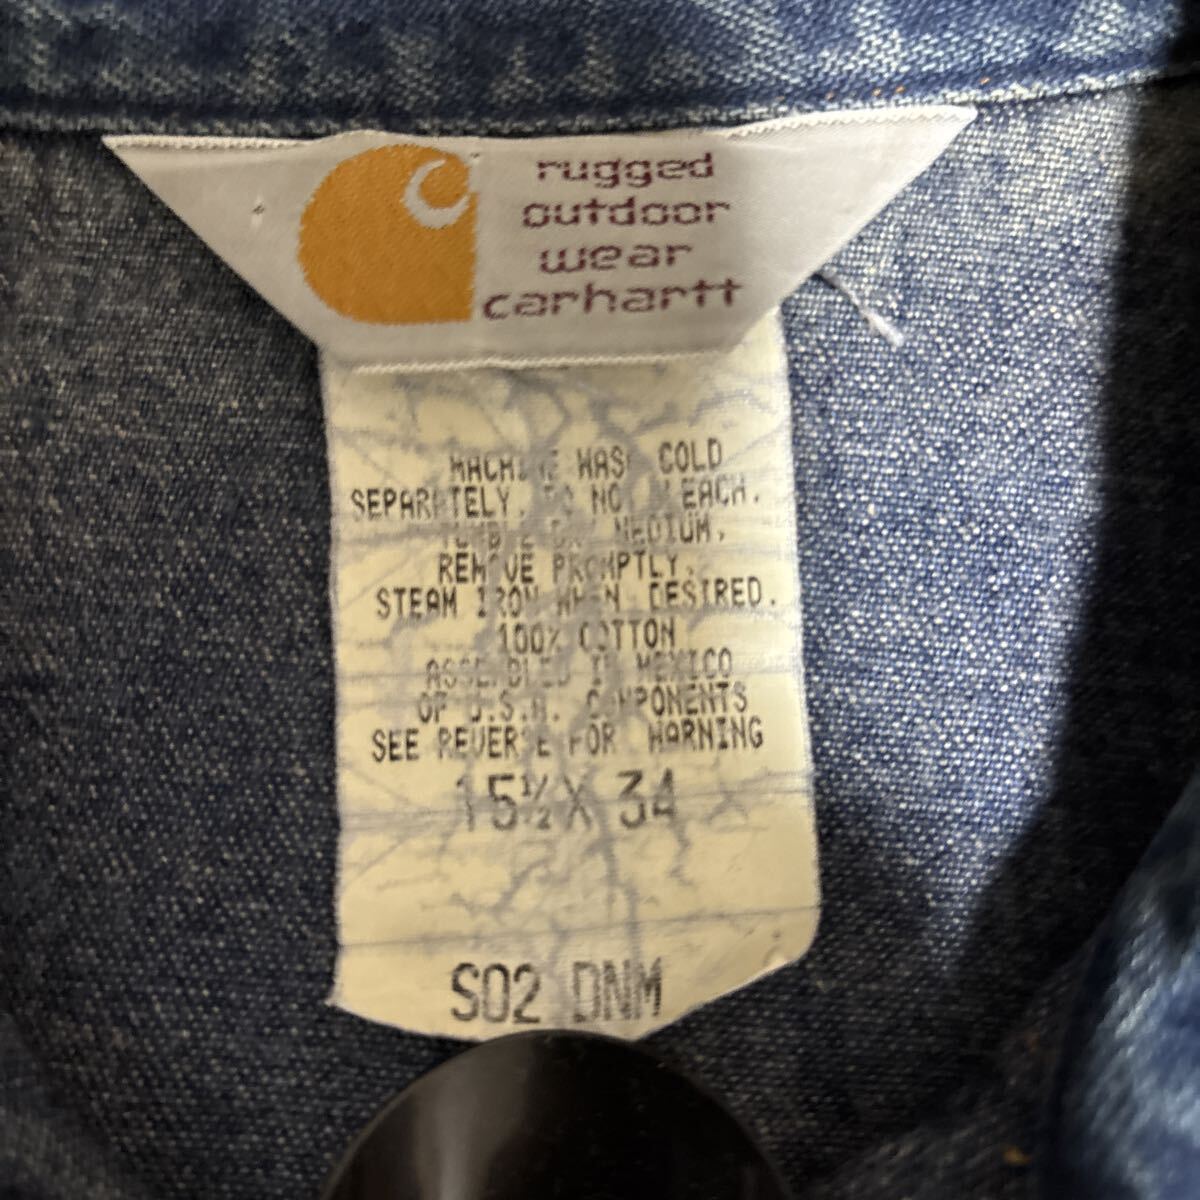 rugged
outdoor
wear
carhartt
MACHINE WASH COLD
SEPARATELY. DO NOT BLEACH.
TUMBLE DRY MEDIUM,
REMOVE PROMPTLY.
STEAM IRON WHEN DESIRED.
100% COTTON
ASSEMBLED IN MEXICO
OF U.S.A. COMPONENTS
SEE REVERSE FOR WARNING
15½ X 34
S02 DNM